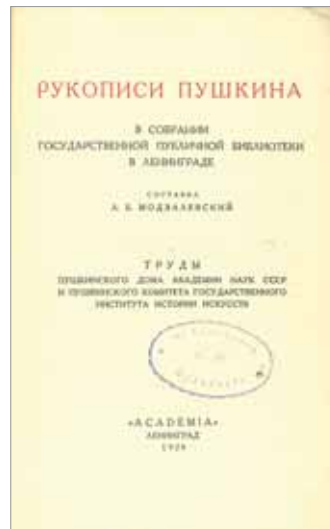 РУКОПИСИ ПУШКИНА
В СОБРАНИИ
ГОСУДАРСТВЕННОЙ ПУБЛИЧНОЙ БИБЛИОТЕКИ
В ЛЕНИНГРАДЕ
СОСТАВИЛ
Л. Б. МОДЗАЛЕВСКИЙ
ТРУДЫ
ПУШКИНСКОГО ДОМА АКАДЕМИИ НАУК СССР
И ПУШКИНСКОГО КОМИТЕТА ГОСУДАРСТВЕННОГО
ИНСТИТУТА ИСТОРИИ ИСКУССТВ
«ACADEMIA»
ЛЕНИНГРАД
1929